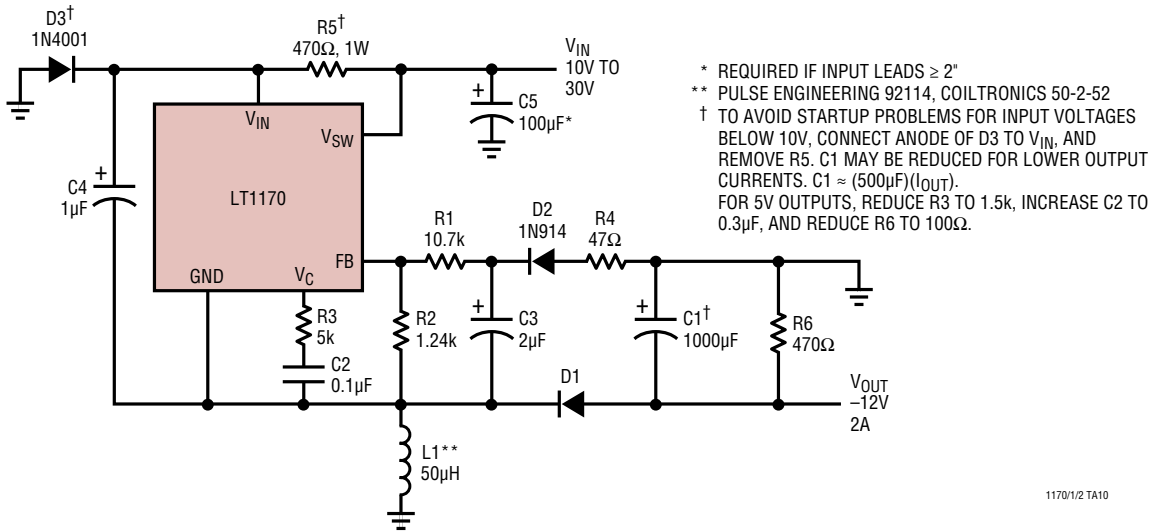 D3†
1N4001
R5†
470Ω, 1W
VIN
10V TO
30V
+
C5
100µF*
VIN
VSW
LT1170
GND
VC
FB
+
C4
1µF
R3
5k
C2
0.1µF
R1
10.7k
R2
1.24k
+
C3
2µF
D2
1N914
R4
47Ω
+
C1†
1000µF
R6
470Ω
D1
VOUT
–12V
2A
L1**
50µH
* REQUIRED IF INPUT LEADS ≥ 2"
** PULSE ENGINEERING 92114, COILTRONICS 50-2-52
† TO AVOID STARTUP PROBLEMS FOR INPUT VOLTAGES
BELOW 10V, CONNECT ANODE OF D3 TO VIN, AND
REMOVE R5. C1 MAY BE REDUCED FOR LOWER OUTPUT
CURRENTS. C1 ≈ (500µF)(IOUT).
FOR 5V OUTPUTS, REDUCE R3 TO 1.5k, INCREASE C2 TO
0.3µF, AND REDUCE R6 TO 100Ω.
1170/1/2 TA10